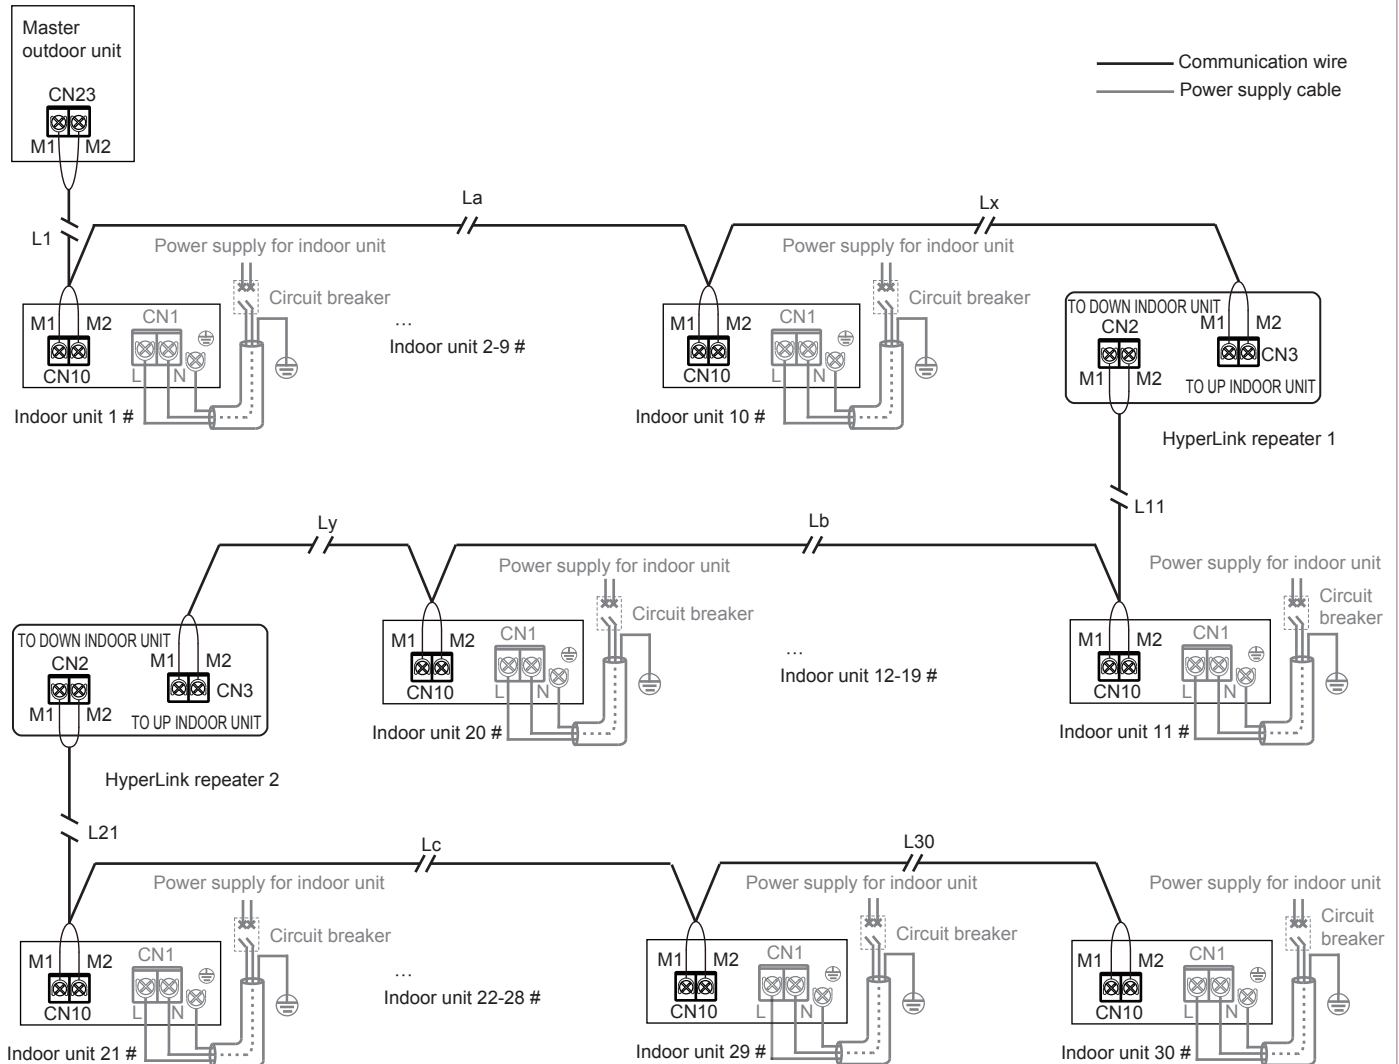 Master
outdoor unit
CN23
M1 M2
Communication wire
Power supply cable
L1
La
Lx
Power supply for indoor unit
Circuit breaker
M1 M2
CN1
CN10
L N
Indoor unit 1 #
...
Indoor unit 2-9 #
Power supply for indoor unit
Circuit breaker
M1 M2
CN1
CN10
L N
Indoor unit 10 #
TO DOWN INDOOR UNIT
CN2
M1 M2
M1 M2
CN3
TO UP INDOOR UNIT
HyperLink repeater 1
L11
Ly
Lb
TO DOWN INDOOR UNIT
CN2
M1 M2
M1 M2
CN3
TO UP INDOOR UNIT
HyperLink repeater 2
Power supply for indoor unit
Circuit breaker
M1 M2
CN1
CN10
L N
Indoor unit 20 #
...
Indoor unit 12-19 #
Power supply for indoor unit
Circuit
breaker
M1 M2
CN1
CN10
L N
Indoor unit 11 #
L21
Lc
L30
Power supply for indoor unit
Circuit breaker
M1 M2
CN1
CN10
L N
Indoor unit 21 #
...
Indoor unit 22-28 #
Power supply for indoor unit
Circuit breaker
M1 M2
CN1
CN10
L N
Indoor unit 29 #
Power supply for indoor unit
Circuit
breaker
M1 M2
CN1
CN10
L N
Indoor unit 30 #